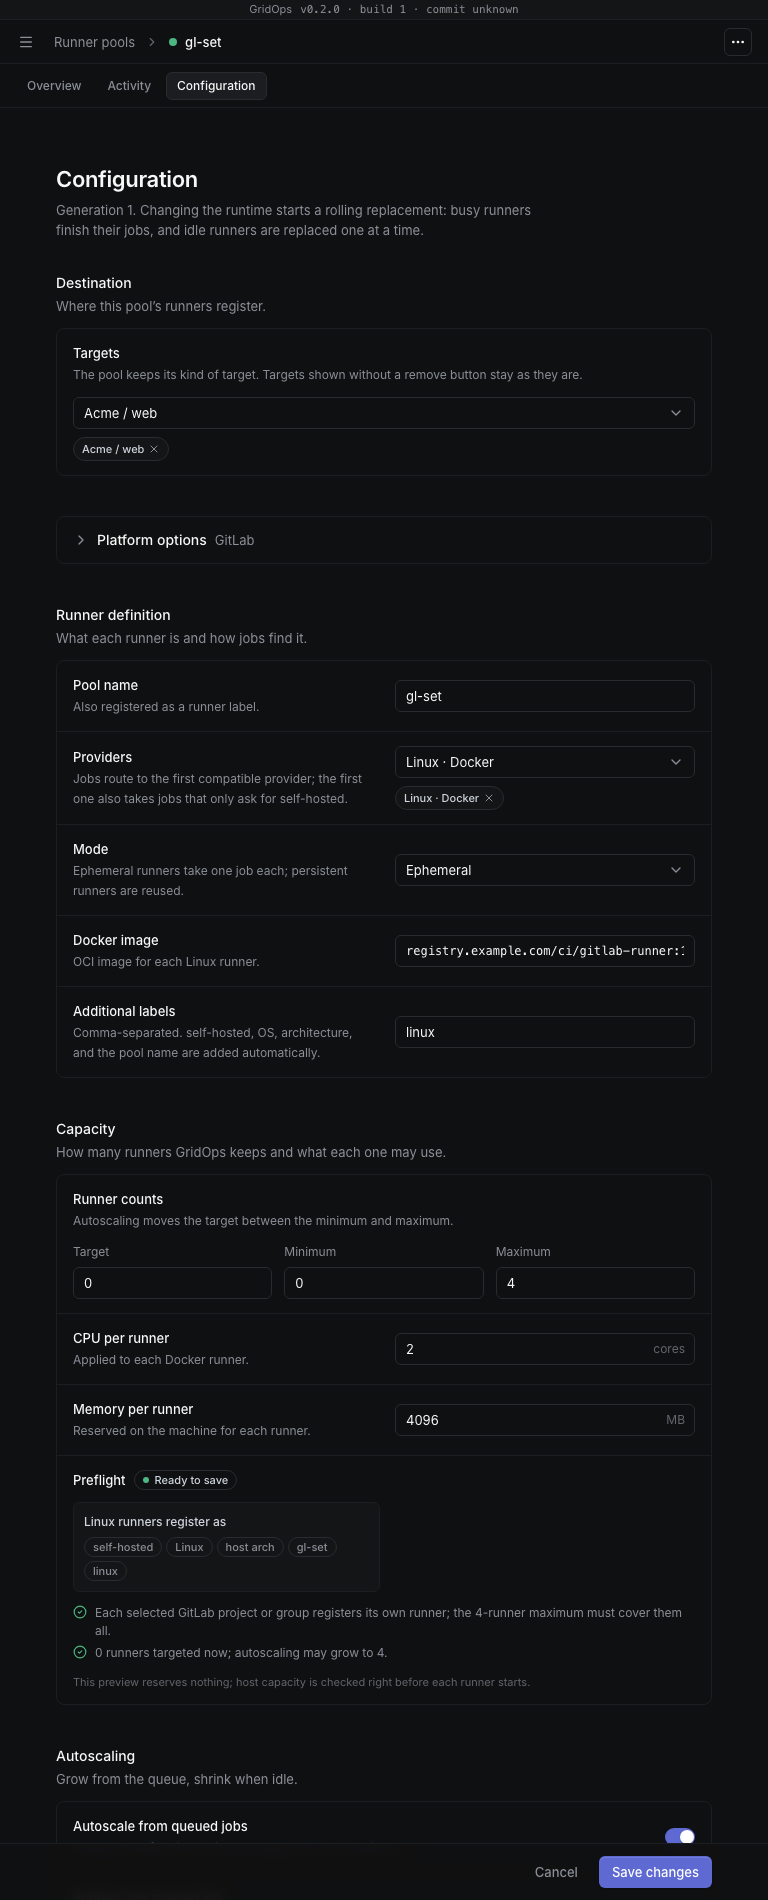 GridOps v0.2.0 · build 1 · commit unknown
Runner pools
gl-set
Overview
Activity
Configuration
Configuration
Generation 1. Changing the runtime starts a rolling replacement: busy runners
finish their jobs, and idle runners are replaced one at a time.
Destination
Where this pool's runners register.
Targets
The pool keeps its kind of target. Targets shown without a remove button stay as they are.
Acme / web
Acme / web
Platform options GitLab
Runner definition
What each runner is and how jobs find it.
Pool name
Also registered as a runner label.
gl-set
Providers
Jobs route to the first compatible provider; the first
one also takes jobs that only ask for self-hosted.
Linux · Docker
Linux · Docker
Mode
Ephemeral runners take one job each; persistent
runners are reused.
Ephemeral
Docker image
OCI image for each Linux runner.
registry.example.com/ci/gitlab-runner:
Additional labels
Comma-separated. self-hosted, OS, architecture,
and the pool name are added automatically.
linux
Capacity
How many runners GridOps keeps and what each one may use.
Runner counts
Autoscaling moves the target between the minimum and maximum.
Target
Minimum
Maximum
0
0
4
CPU per runner
Applied to each Docker runner.
2
cores
Memory per runner
Reserved on the machine for each runner.
4096
MB
Preflight
Ready to save
Linux runners register as
self-hosted
Linux
host arch
gl-set
linux
Each selected GitLab project or group registers its own runner; the 4-runner maximum must cover them
all.
0 runners targeted now; autoscaling may grow to 4.
This preview reserves nothing; host capacity is checked right before each runner starts.
Autoscaling
Grow from the queue, shrink when idle.
Autoscale from queued jobs
Cancel
Save changes